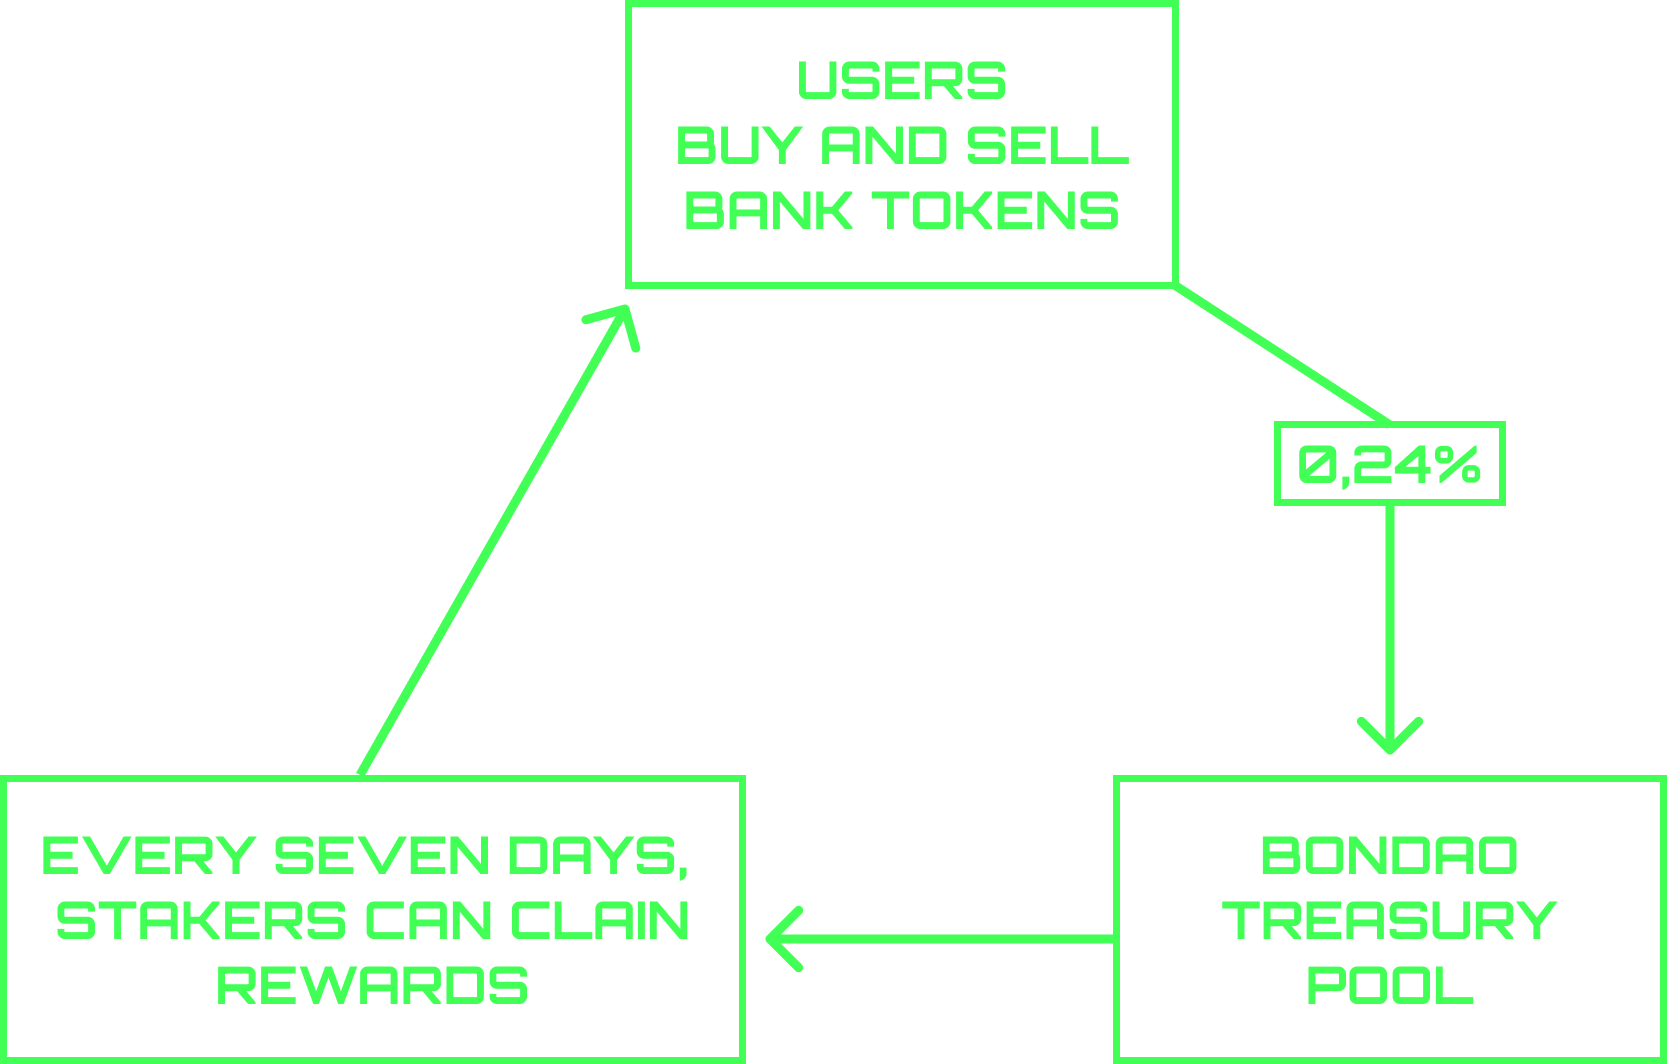 USERS
BUY AND SELL
BANK TOKENS
0,24%
EVERY SEVEN DAYS,
STAKERS CAN CLAIN
REWARDS
BONDAO
TREASURY
POOL